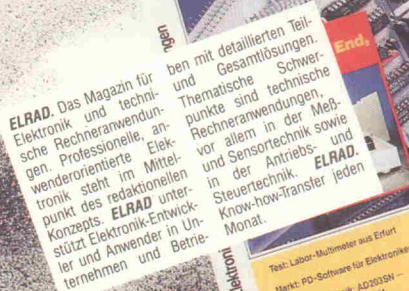 ELRAD. Das Magazin für
Elektronik und techni-
sche Rechneranwendun-
gen. Professionelle, an-
wenderorientierte Elek-
tronik steht im Mittel-
punkt des redaktionellen
Konzepts. ELRAD unter-
stützt Elektronik-Entwick-
ler und Anwender in Un-
ternehmen und Betrie-
ben mit detaillierten Teil-
und Gesamtlösungen.
Thematische Schwer-
punkte sind technische
Rechneranwendungen,
vor allem in der Meß-
und Sensortechnik sowie
in der Antriebs- und
Steuertechnik. ELRAD.
Know-how-Transfer jeden
Monat.
End,
Test: Labor-Multimeter aus Erfurt
Markt: PD-Software für Elektroniker
AD203SN –